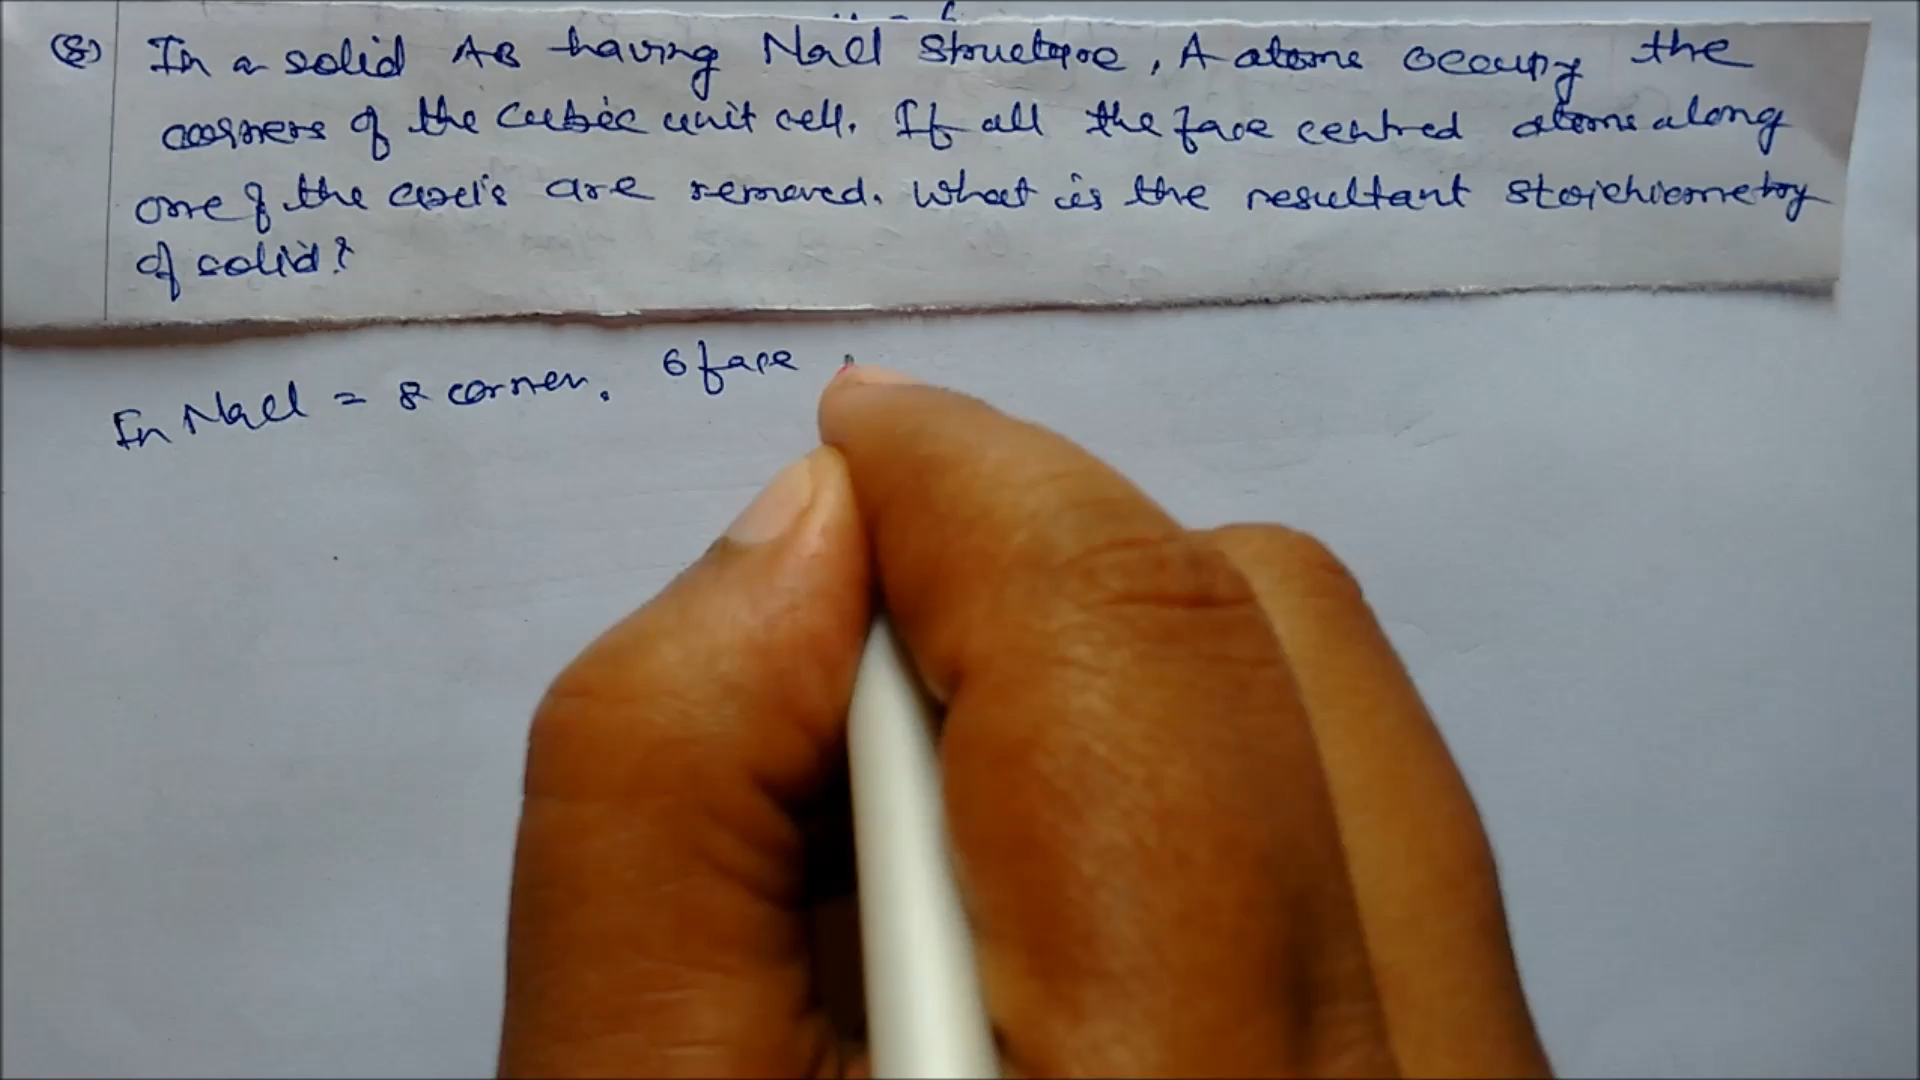 (8) In a solid AB having NaCl structure, A atoms occupy the
corners of the cubic unit cell. If all the face centred atoms along
one of the axis are removed. What is the resultant stoichiometry
of solid?
In NaCl = 8 corner. 6 face